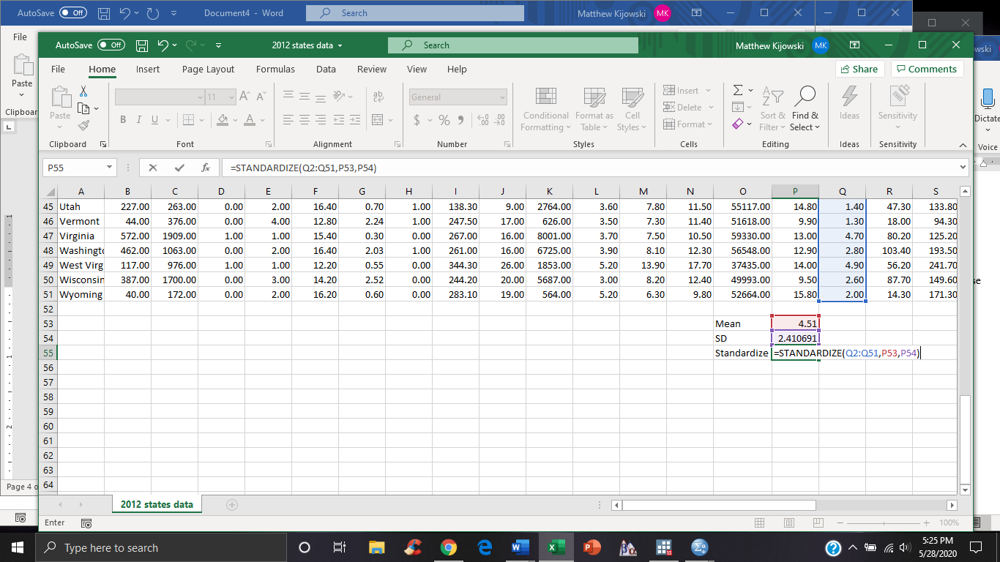 AutoSave Off Document4 - Word Search Matthew Kijowski MK
File
Paste
Clipboar
AutoSave Off 2012 states data Search Matthew Kijowski MK
File Home Insert Page Layout Formulas Data Review View Help Share Comments
Paste 11 General Conditional Formatting Format as Table Cell Styles Insert Delete Format Sort & Filter Find & Select Ideas Sensitivity
Clipboard Font Alignment Number Styles Cells Editing Ideas Sensitivity
Dictate
Voice
P55 fx =STANDARDIZE(Q2:Q51,P53,P54)
A B C D E F G H I J K L M N O P Q R S
45 Utah 227.00 263.00 0.00 2.00 16.40 0.70 1.00 138.30 9.00 2764.00 3.60 7.80 11.50 55117.00 14.80 1.40 47.30 133.80
46 Vermont 44.00 376.00 0.00 4.00 12.80 2.24 1.00 247.50 17.00 626.00 3.50 7.30 11.40 51618.00 9.90 1.30 18.00 94.30
47 Virginia 572.00 1909.00 1.00 1.00 15.40 0.30 0.00 267.00 16.00 8001.00 3.70 7.50 10.50 59330.00 13.00 4.70 80.20 125.20
48 Washingto 462.00 1063.00 0.00 2.00 16.40 2.03 1.00 261.00 16.00 6725.00 3.90 8.10 12.30 56548.00 12.90 2.80 103.40 193.50
49 West Virg 117.00 976.00 1.00 1.00 12.20 0.55 0.00 344.30 26.00 1853.00 5.20 13.90 17.70 37435.00 14.00 4.90 56.20 241.70
50 Wisconsin 387.00 1700.00 0.00 3.00 14.20 2.52 0.00 244.20 20.00 5687.00 3.00 8.20 12.40 49993.00 9.50 2.60 87.70 149.60
51 Wyoming 40.00 172.00 0.00 2.00 16.20 0.60 0.00 283.10 19.00 564.00 5.20 6.30 9.80 52664.00 15.80 2.00 14.30 171.30
52
53 Mean 4.51
54 SD 2.410691
55 Standardize =STANDARDIZE(Q2:Q51,P53,P54)
56
57
58
59
60
61
62
63
64
Page 4 o
2012 states data
Enter 100%
Type here to search
5:25 PM
5/28/2020